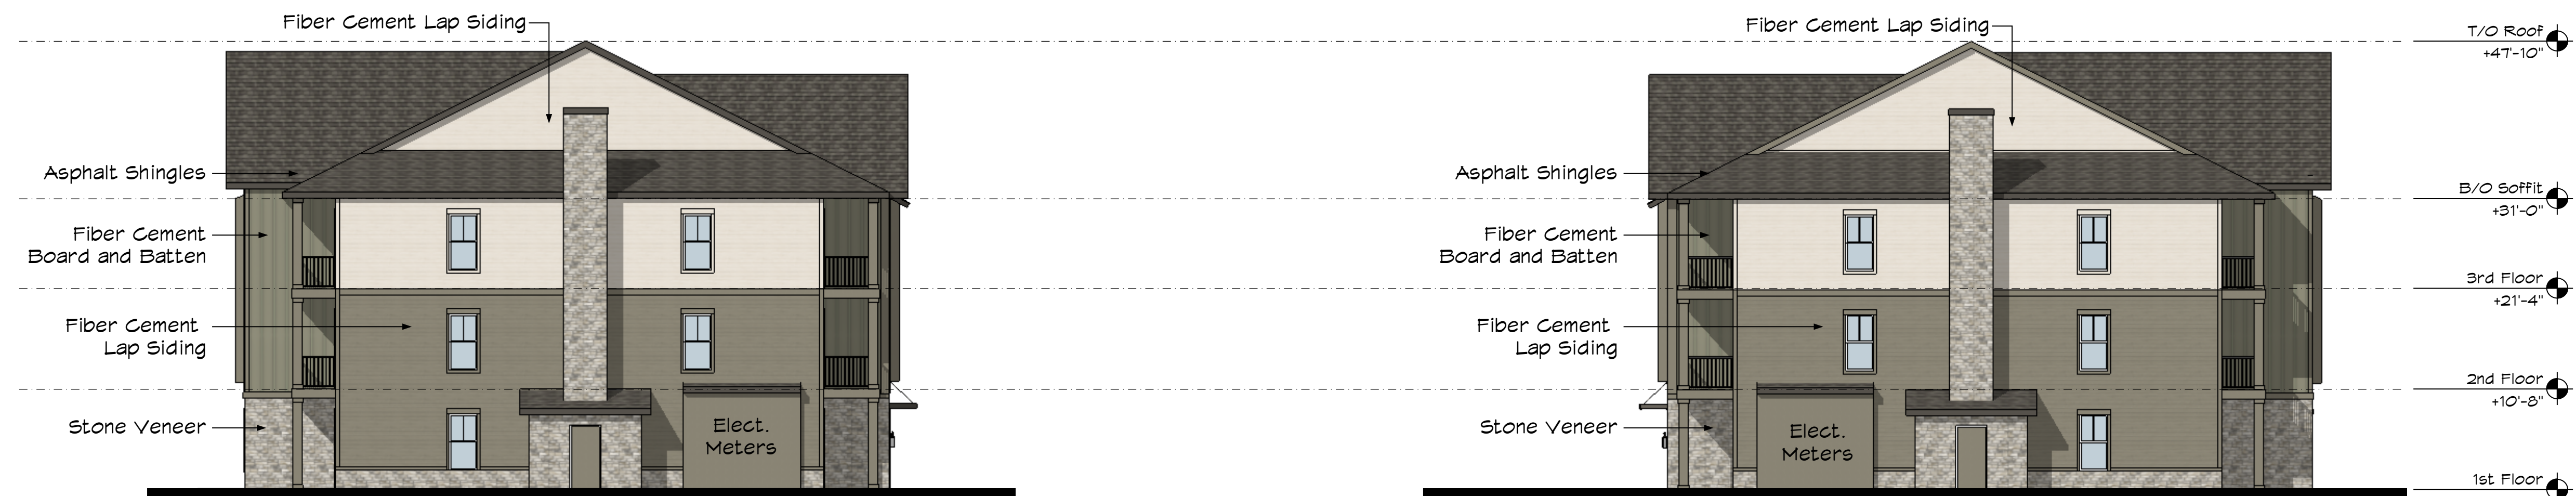 Fiber Cement Lap Siding
Asphalt Shingles
Fiber Cement
Board and Batten
Fiber Cement
Lap Siding
Stone Veneer
Elect.
Meters
Fiber Cement Lap Siding
Asphalt Shingles
Fiber Cement
Board and Batten
Fiber Cement
Lap Siding
Stone Veneer
Elect.
Meters
T/O Roof
+47'-10"
B/O Soffit
+31'-0"
3rd Floor
+21'-4"
2nd Floor
+10'-8"
1st Floor